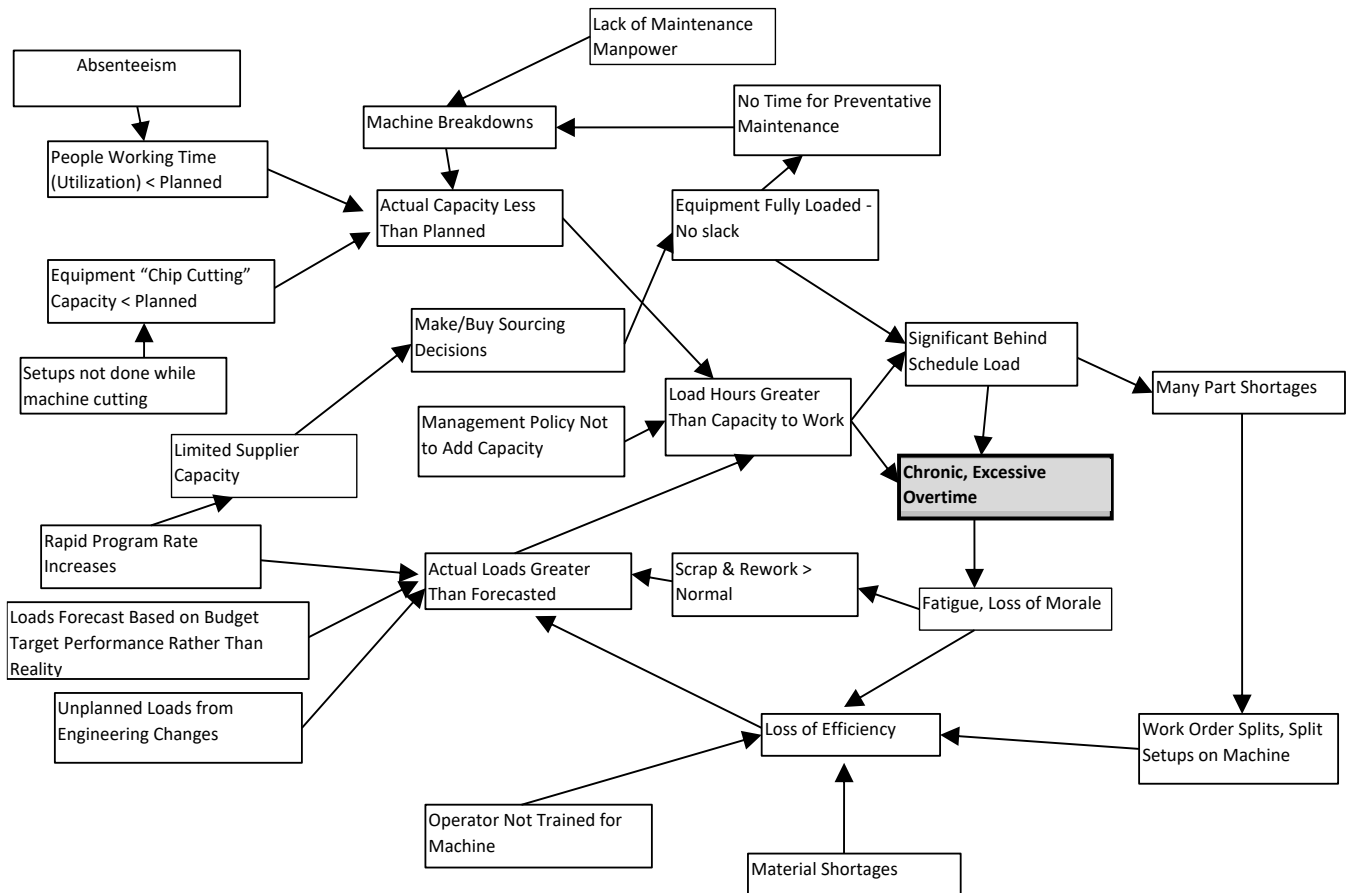 Lack of Maintenance
Manpower
Absenteeism
No Time for Preventative
Maintenance
Machine Breakdowns
People Working Time
(Utilization) < Planned
Actual Capacity Less
Than Planned
Equipment Fully Loaded -
No slack
Equipment “Chip Cutting”
Capacity < Planned
Make/Buy Sourcing
Decisions
Significant Behind
Schedule Load
Setups not done while
machine cutting
Many Part Shortages
Load Hours Greater
Than Capacity to Work
Management Policy Not
to Add Capacity
Limited Supplier
Capacity
Chronic, Excessive
Overtime
Rapid Program Rate
Increases
Actual Loads Greater
Than Forecasted
Scrap & Rework >
Normal
Fatigue, Loss of Morale
Loads Forecast Based on Budget
Target Performance Rather Than
Reality
Unplanned Loads from
Engineering Changes
Loss of Efficiency
Work Order Splits, Split
Setups on Machine
Operator Not Trained for
Machine
Material Shortages